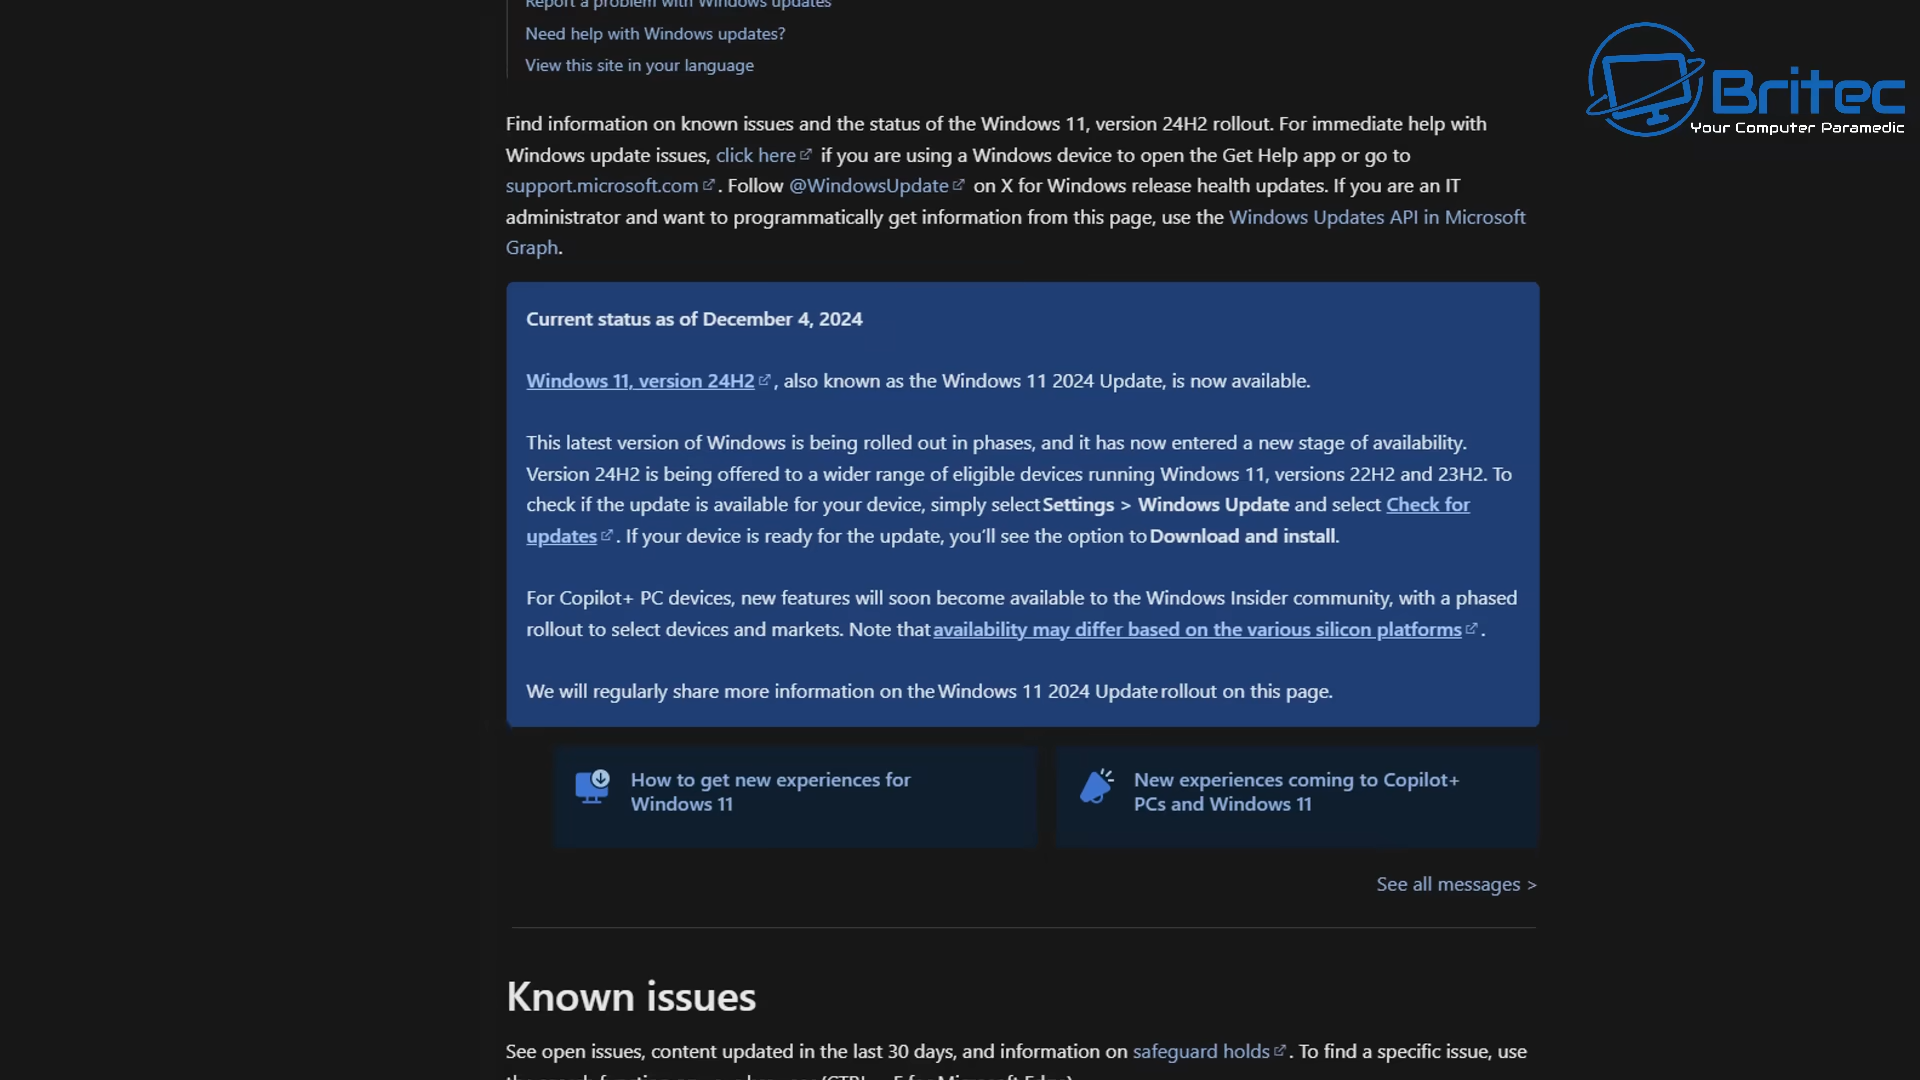 Report a problem with Windows updates
Need help with Windows updates?
View this site in your language
Britec
Your Computer Paramedic
Find information on known issues and the status of the Windows 11, version 24H2 rollout. For immediate help with
Windows update issues, click here if you are using a Windows device to open the Get Help app or go to
support.microsoft.com. Follow @WindowsUpdate on X for Windows release health updates. If you are an IT
administrator and want to programmatically get information from this page, use the Windows Updates API in Microsoft
Graph.
Current status as of December 4, 2024
Windows 11, version 24H2, also known as the Windows 11 2024 Update, is now available.
This latest version of Windows is being rolled out in phases, and it has now entered a new stage of availability.
Version 24H2 is being offered to a wider range of eligible devices running Windows 11, versions 22H2 and 23H2. To
check if the update is available for your device, simply select Settings > Windows Update and select Check for
updates. If your device is ready for the update, you'll see the option to Download and install.
For Copilot+ PC devices, new features will soon become available to the Windows Insider community, with a phased
rollout to select devices and markets. Note that availability may differ based on the various silicon platforms.
We will regularly share more information on the Windows 11 2024 Update rollout on this page.
How to get new experiences for
Windows 11
New experiences coming to Copilot+
PCs and Windows 11
See all messages >
Known issues
See open issues, content updated in the last 30 days, and information on safeguard holds. To find a specific issue, use